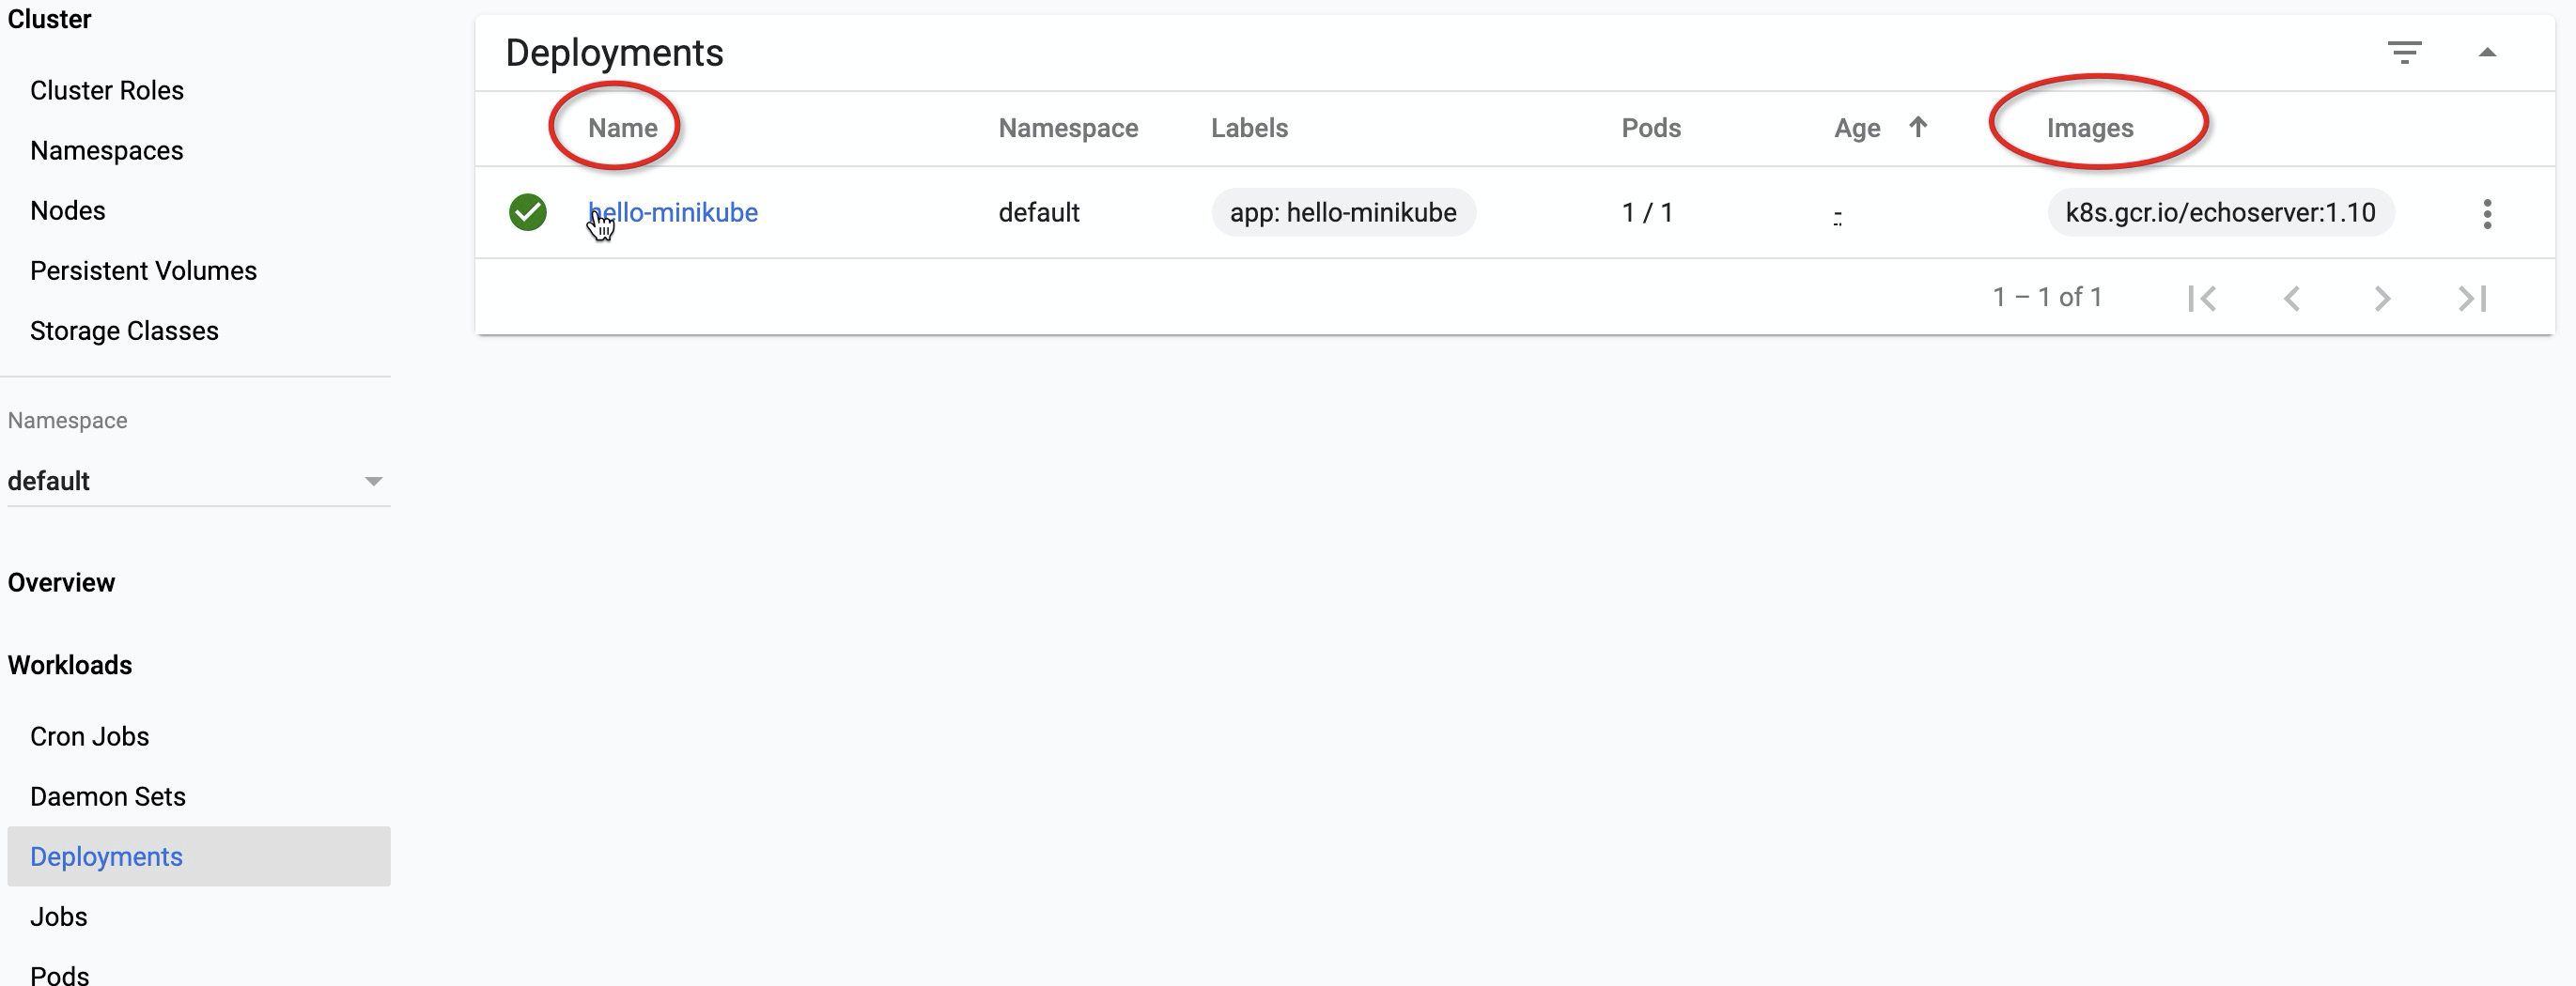 Cluster
Cluster Roles
Namespaces
Nodes
Persistent Volumes
Storage Classes
Namespace
default
Overview
Workloads
Cron Jobs
Daemon Sets
Deployments
Jobs
Pods
Deployments
Name Namespace Labels Pods Age Images
hello-minikube default app: hello-minikube 1 / 1 - k8s.gcr.io/echoserver:1.10
1 – 1 of 1